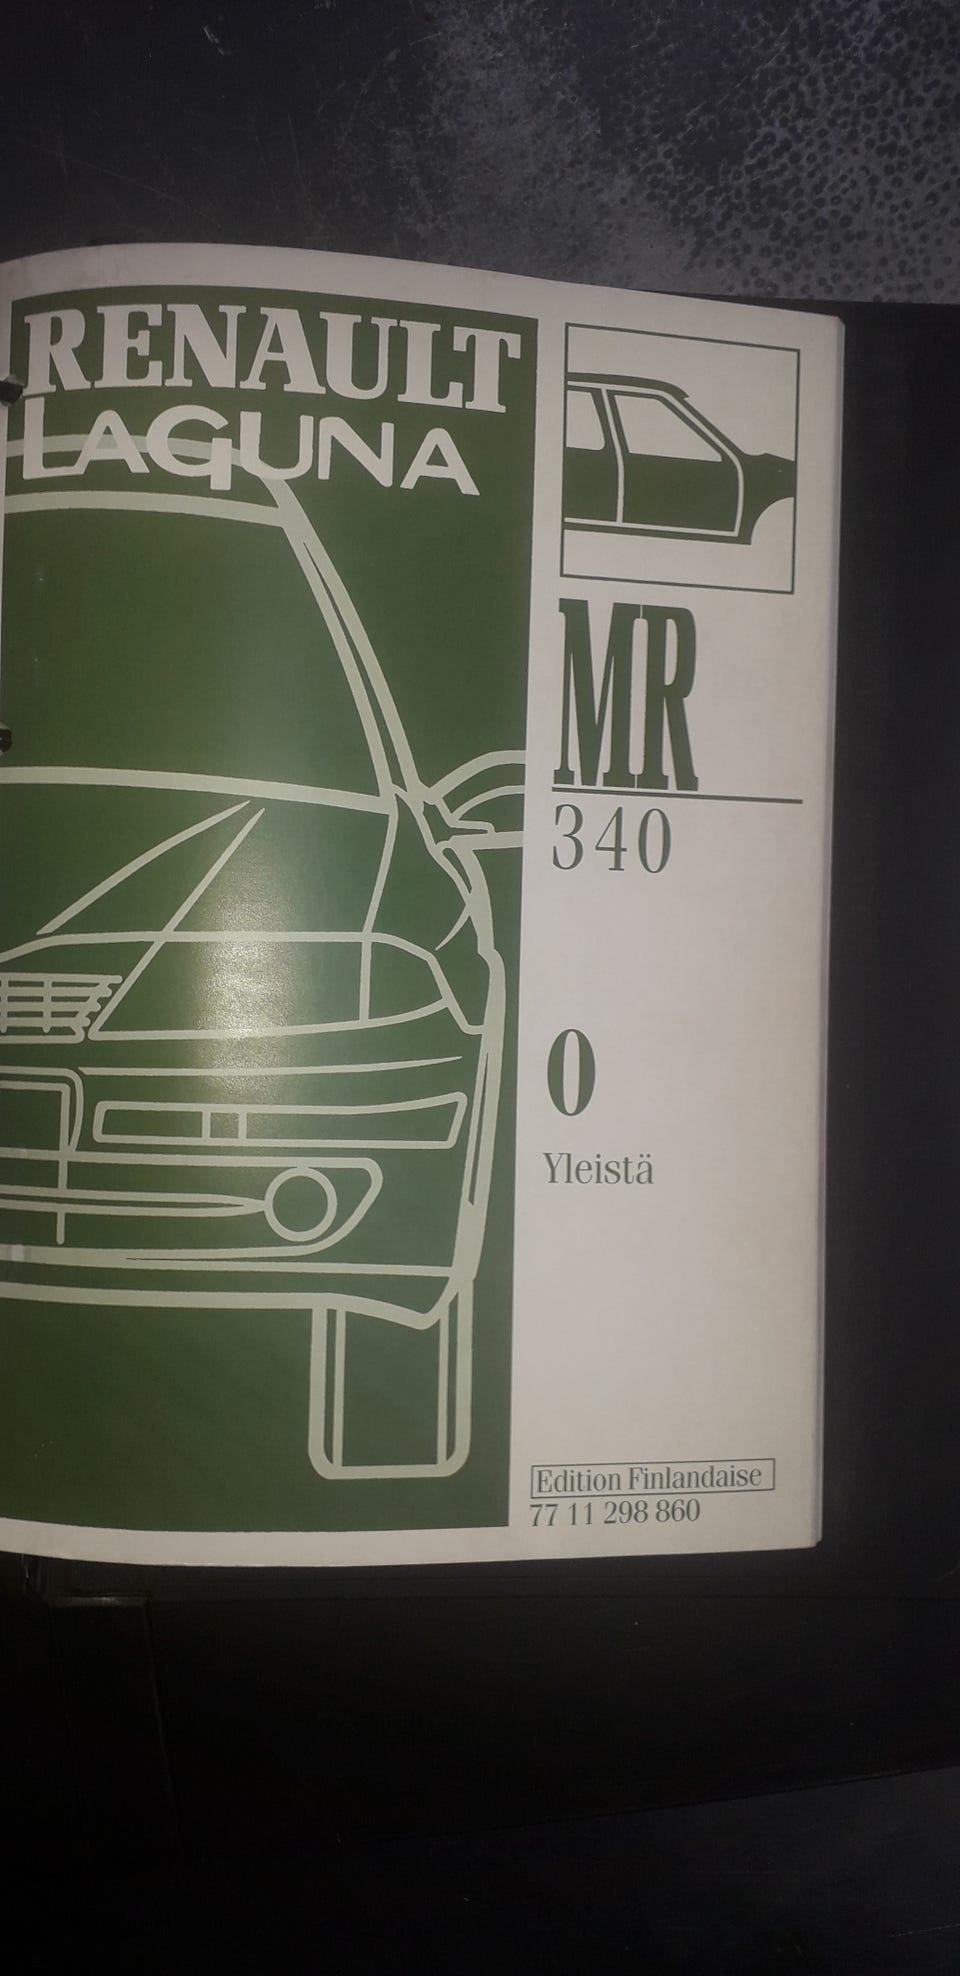 RENAULT
LAGUNA
MR
340
0
Yleistä
Edition Finlandaise
77 11 298 860